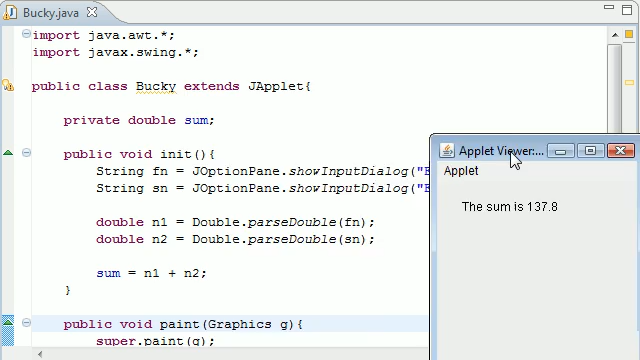 Bucky.java
import java.awt.*;
import javax.swing.*;
public class Bucky extends JApplet{
private double sum;
public void init(){
String fn = JOptionPane.showInputDialog("E
String sn = JOptionPane.showInputDialog("E
double n1 = Double.parseDouble(fn);
double n2 = Double.parseDouble(sn);
sum = n1 + n2;
}
public void paint(Graphics g){
super.paint(g);
Applet Viewer:...
Applet
The sum is 137.8